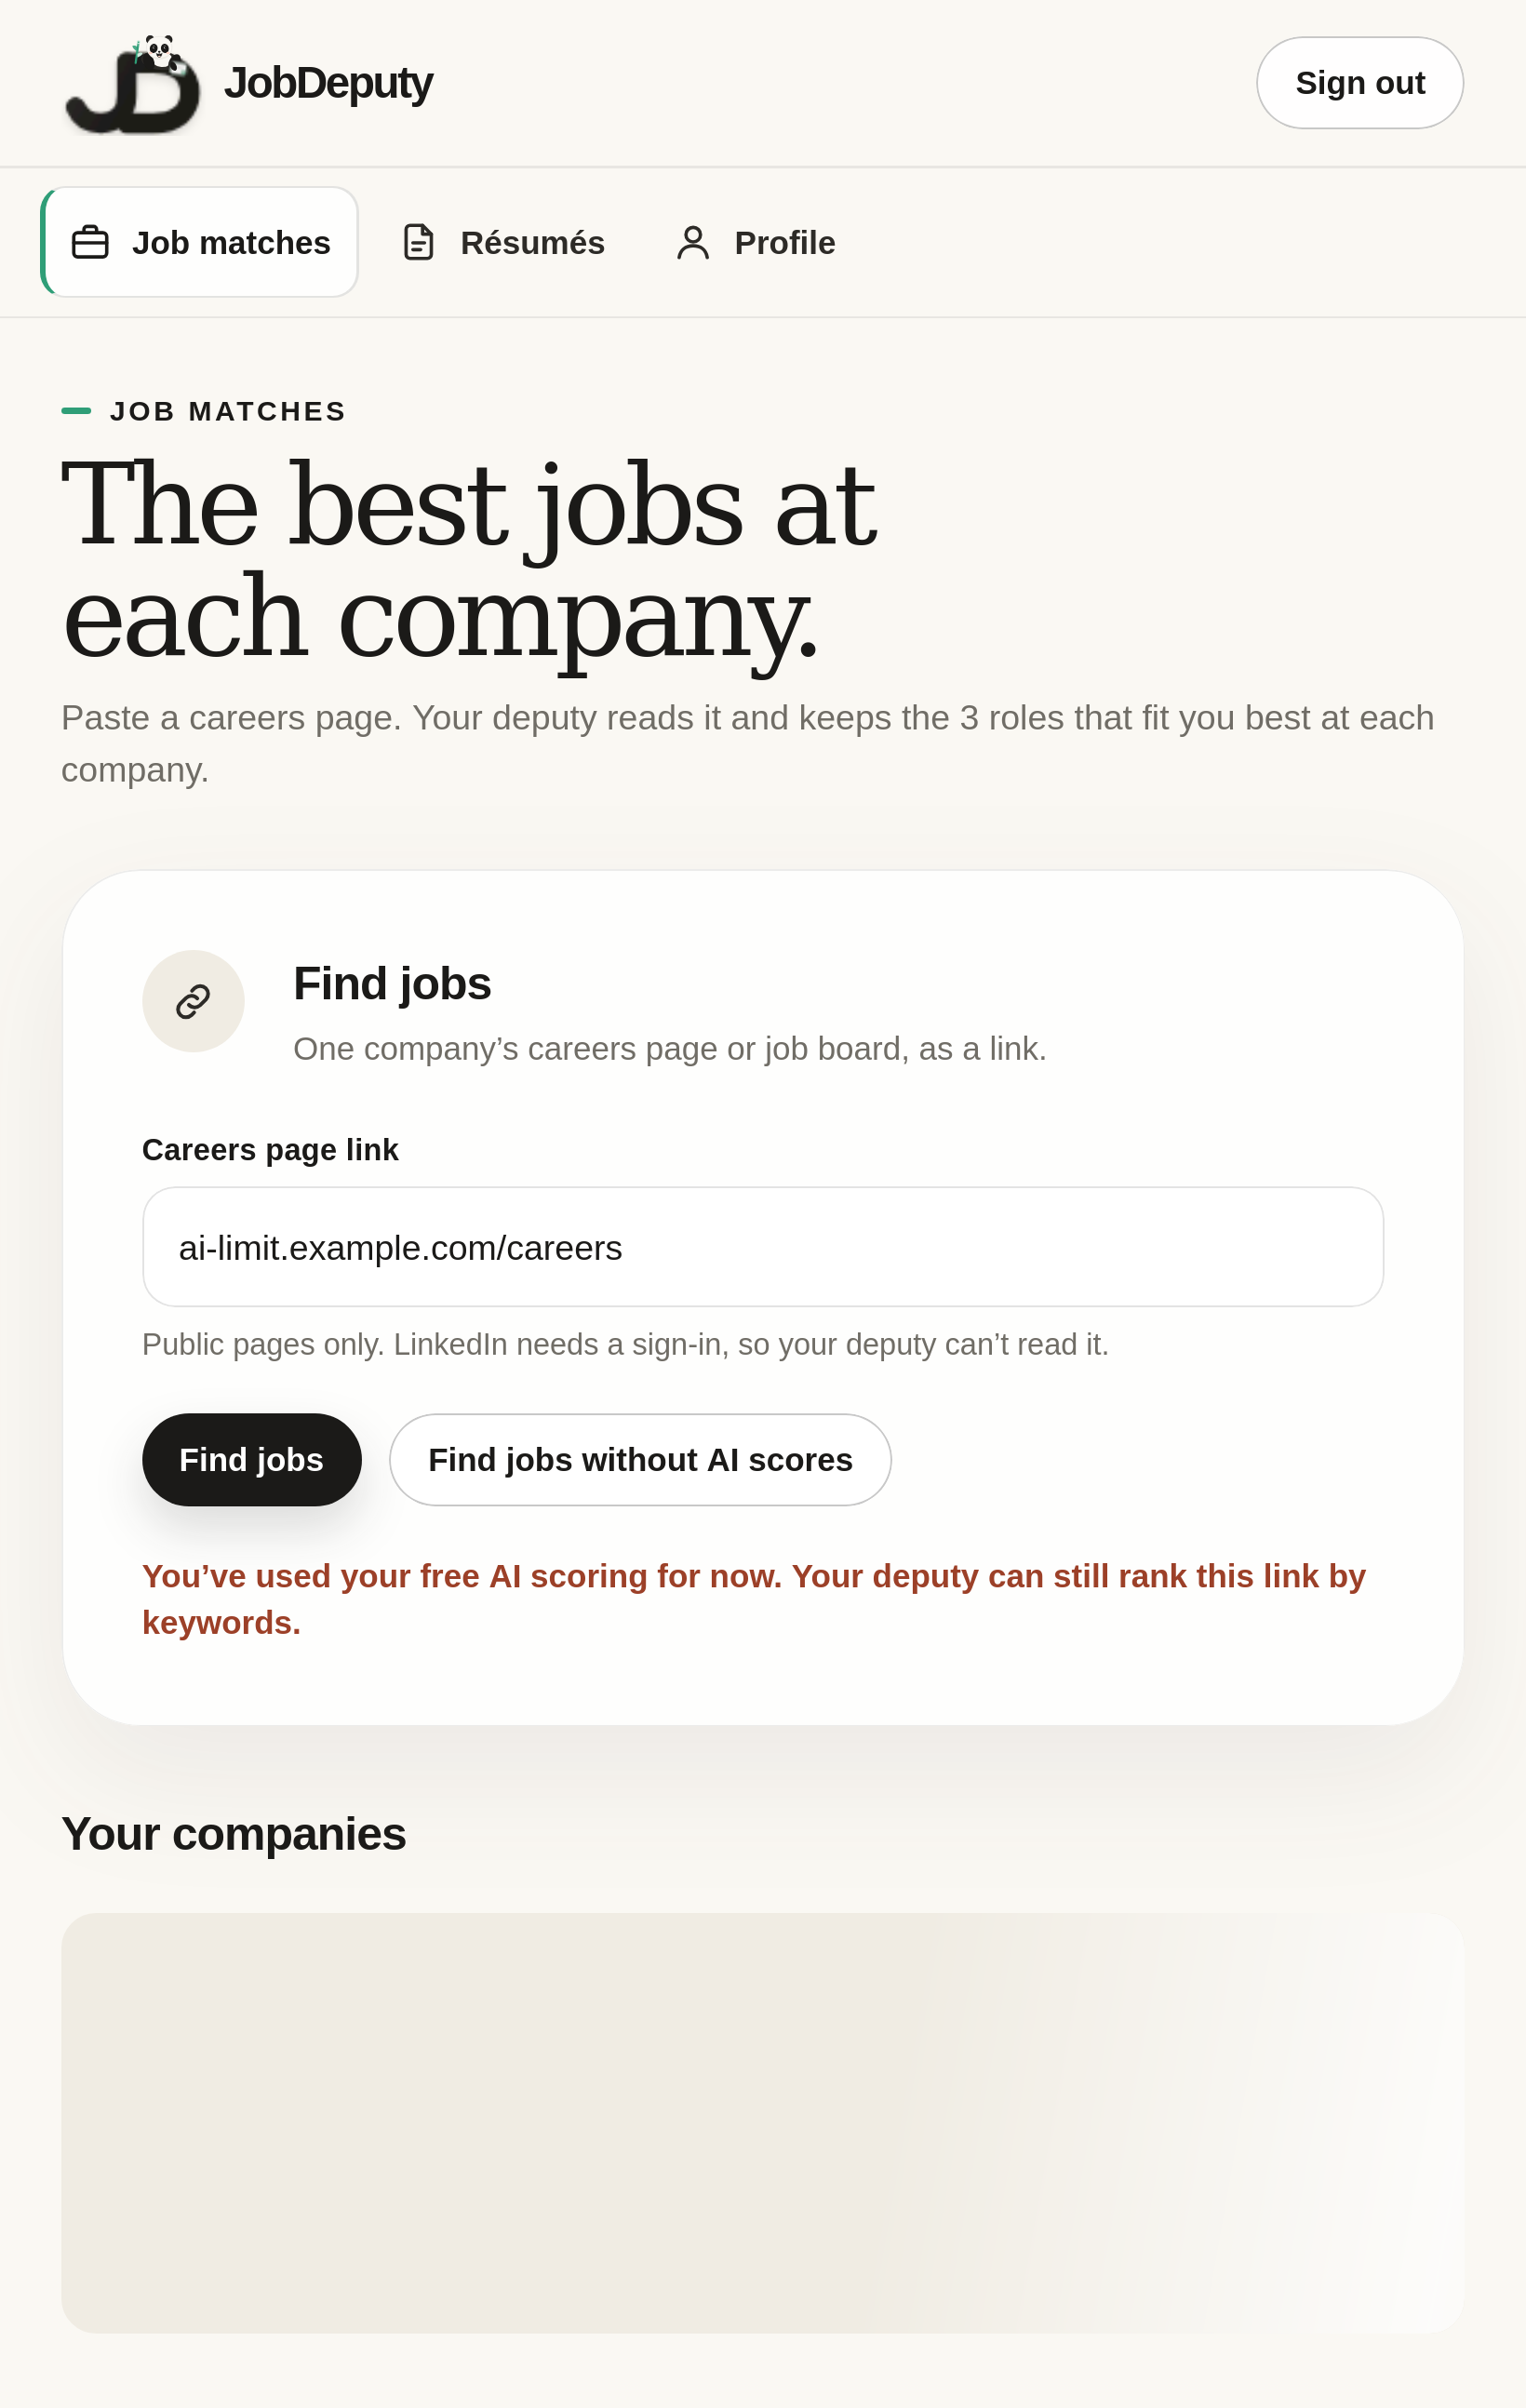 JobDeputy
Sign out
Job matches
Résumés
Profile
JOB MATCHES
The best jobs at
each company.
Paste a careers page. Your deputy reads it and keeps the 3 roles that fit you best at each
company.
Find jobs
One company’s careers page or job board, as a link.
Careers page link
ai-limit.example.com/careers
Public pages only. LinkedIn needs a sign-in, so your deputy can’t read it.
Find jobs
Find jobs without AI scores
You’ve used your free AI scoring for now. Your deputy can still rank this link by
keywords.
Your companies